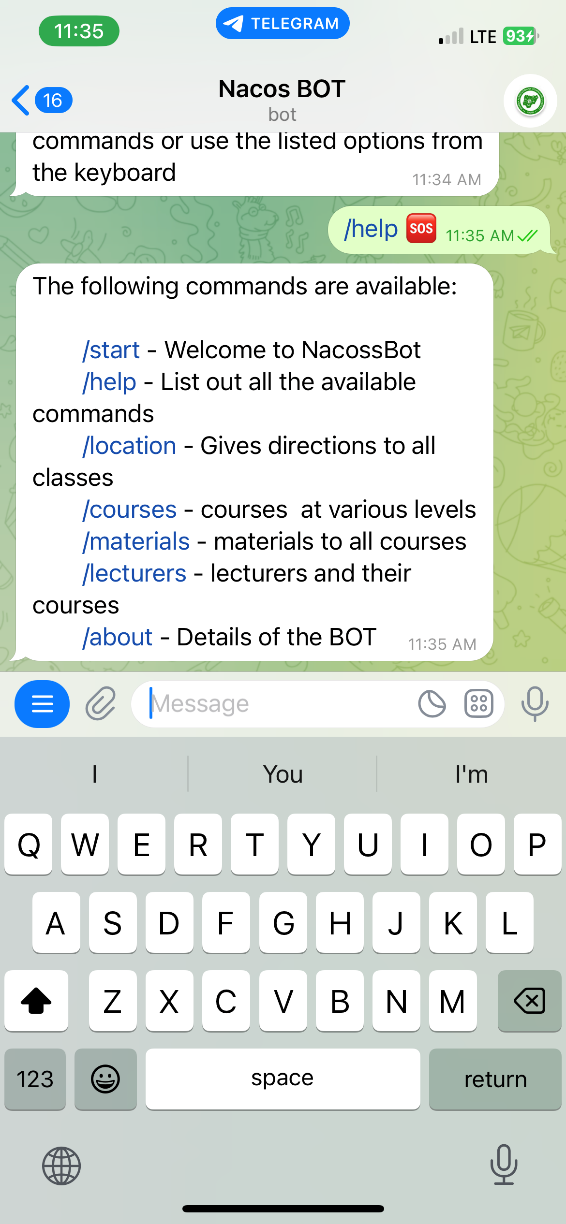 11:35
TELEGRAM
LTE 93
16
Nacos BOT
bot
commands or use the listed options from
the keyboard
11:34 AM
/help SOS 11:35 AM
The following commands are available:
/start - Welcome to NacossBot
/help - List out all the available
commands
/location - Gives directions to all
classes
/courses - courses  at various levels
/materials - materials to all courses
/lecturers - lecturers and their
courses
/about - Details of the BOT 11:35 AM
Message
I You I'm
Q W E R T Y U I O P
A S D F G H J K L
Z X C V B N M
123 space return